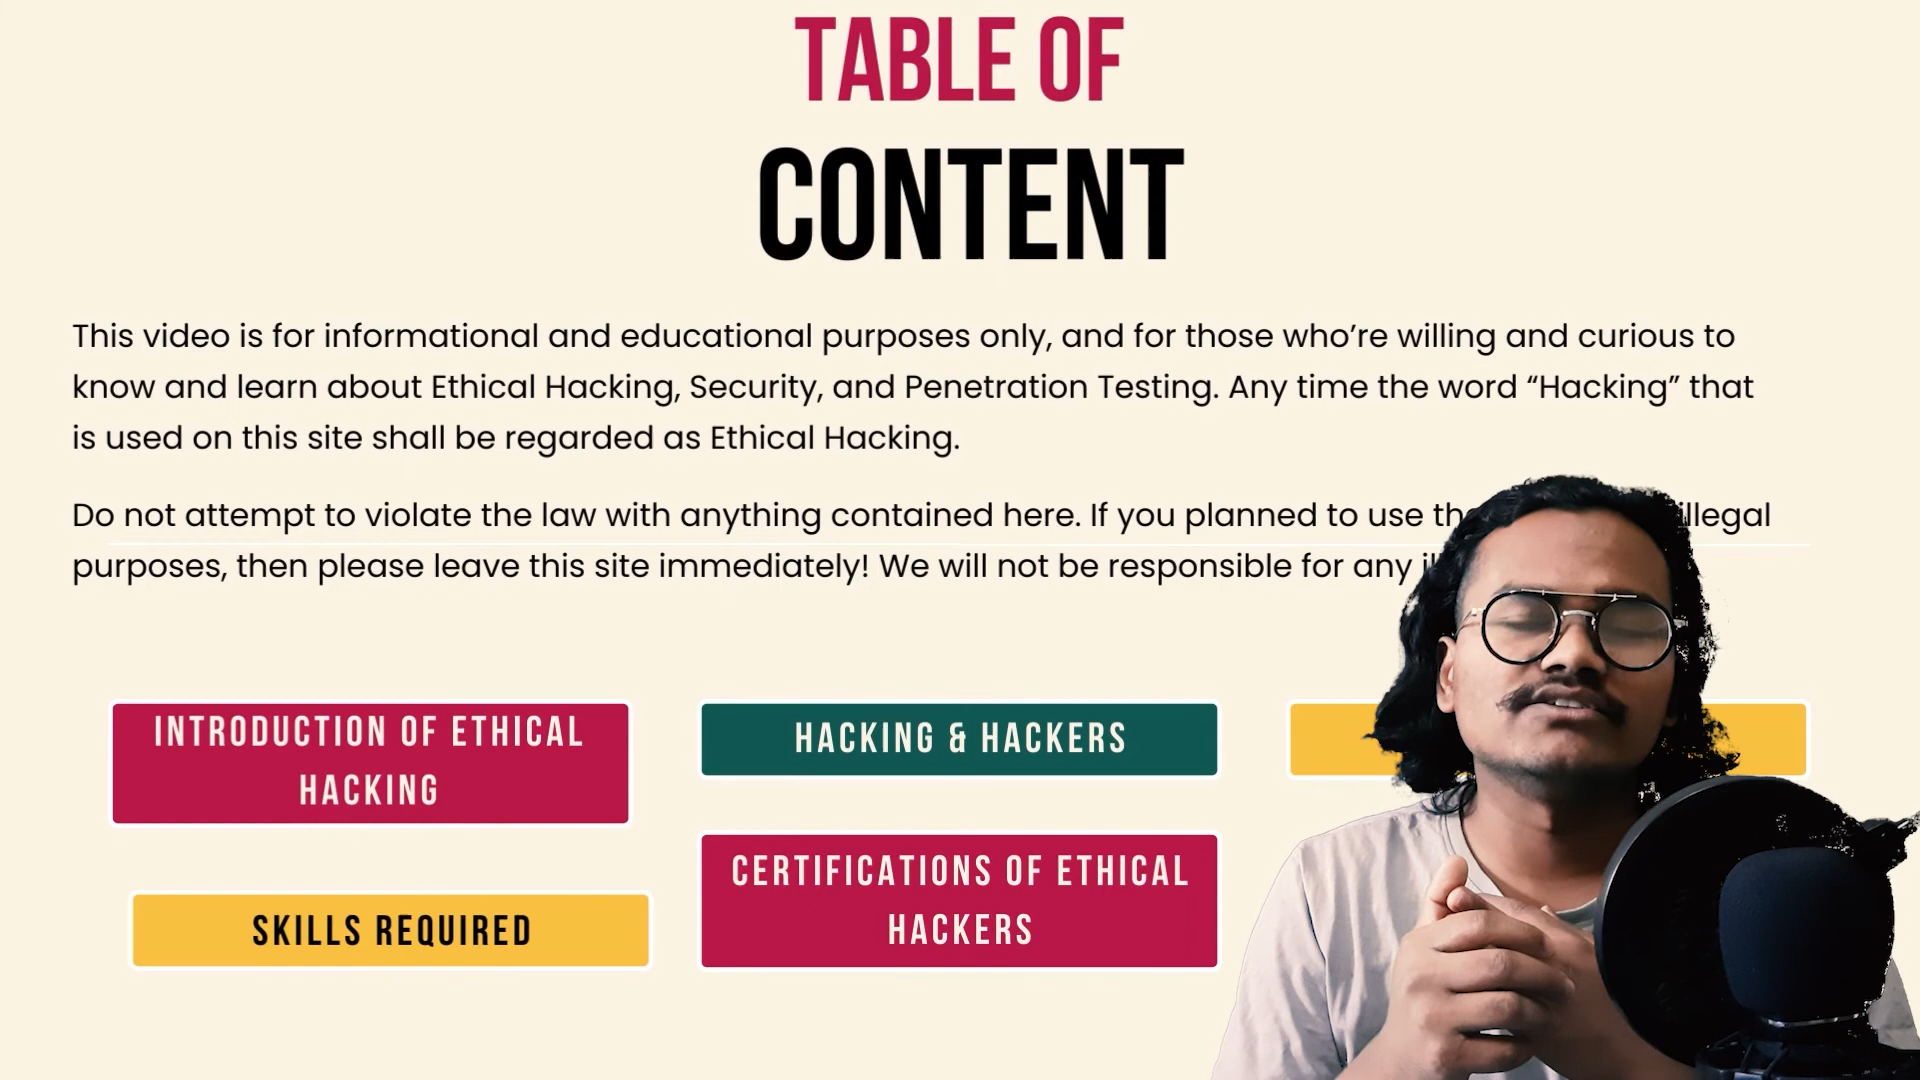 TABLE OF
CONTENT
This video is for informational and educational purposes only, and for those who’re willing and curious to
know and learn about Ethical Hacking, Security, and Penetration Testing. Any time the word “Hacking” that
is used on this site shall be regarded as Ethical Hacking.
Do not attempt to violate the law with anything contained here. If you planned to use illegal
purposes, then please leave this site immediately! We will not be responsible for any
INTRODUCTION OF ETHICAL
HACKING
HACKING & HACKERS
SKILLS REQUIRED
CERTIFICATIONS OF ETHICAL
HACKERS